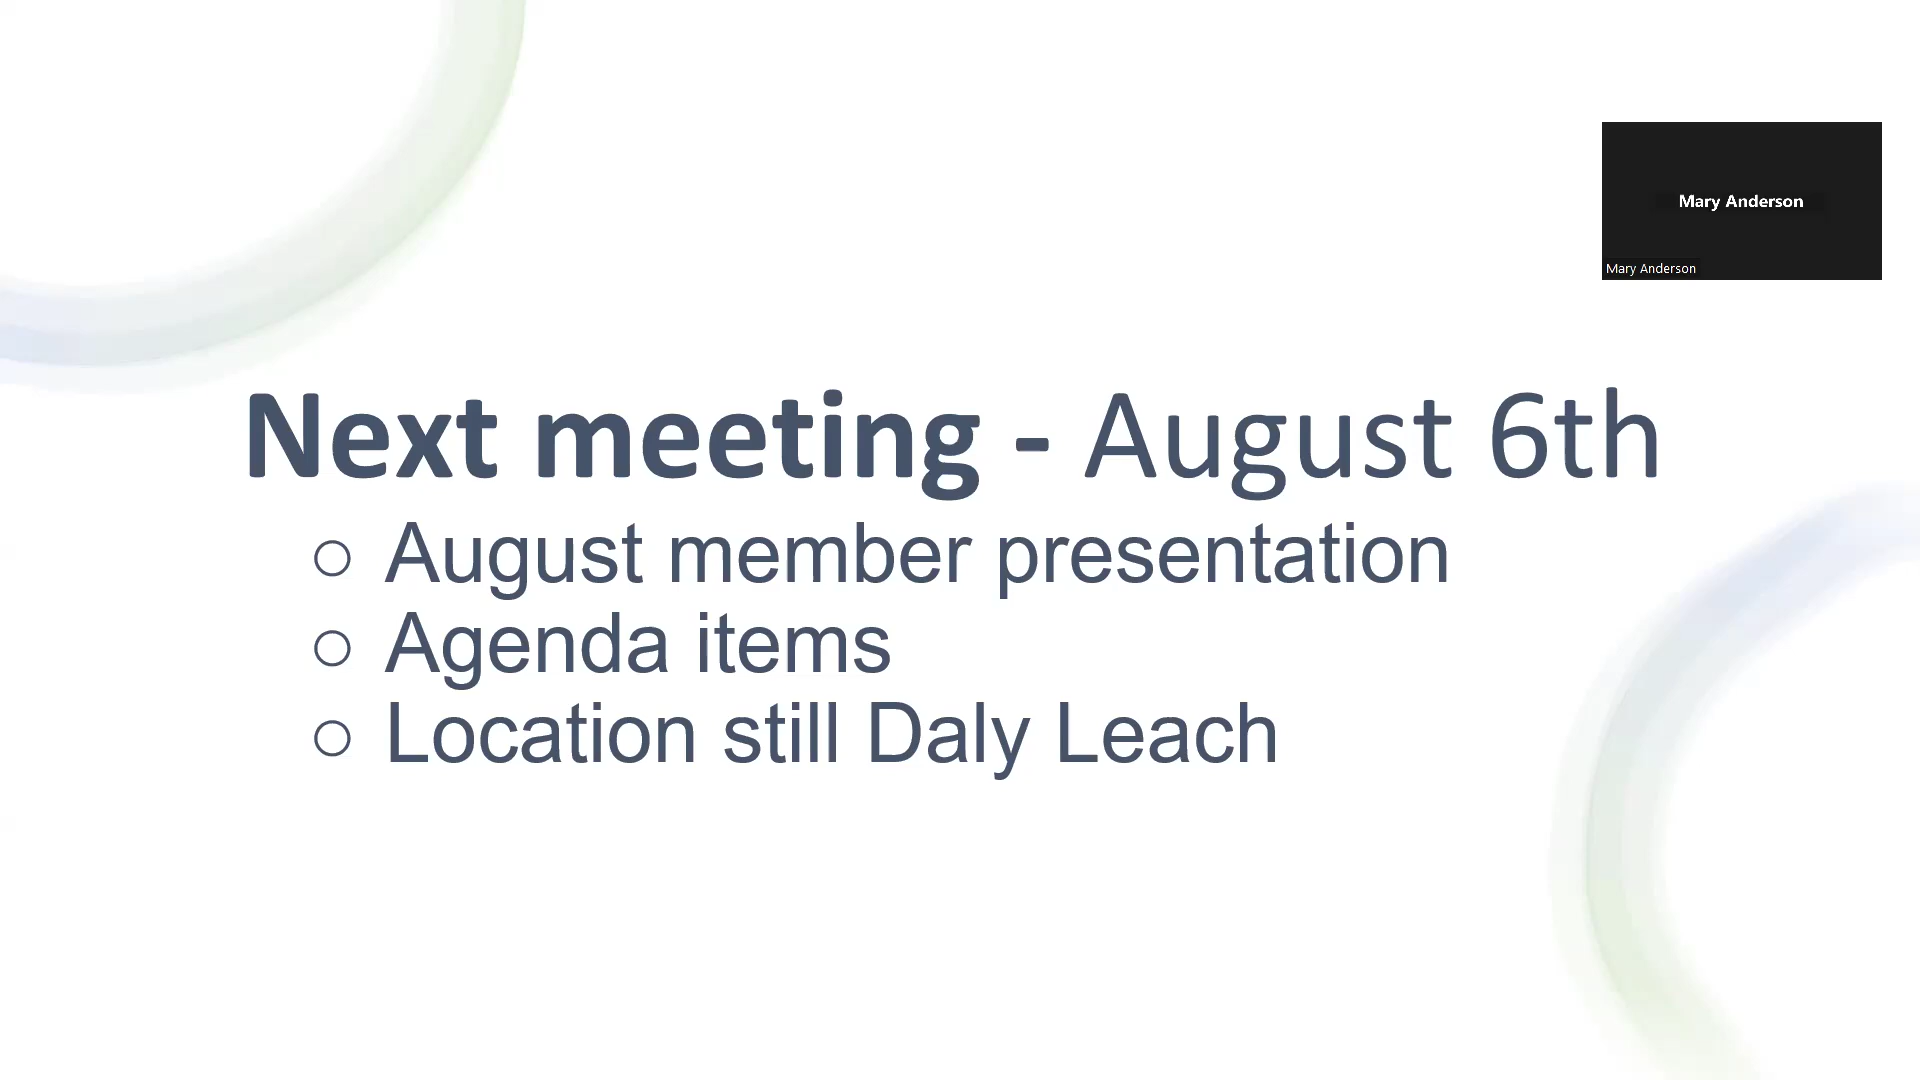 Mary Anderson
Mary Anderson
Next meeting - August 6th
○ August member presentation
○ Agenda items
○ Location still Daly Leach